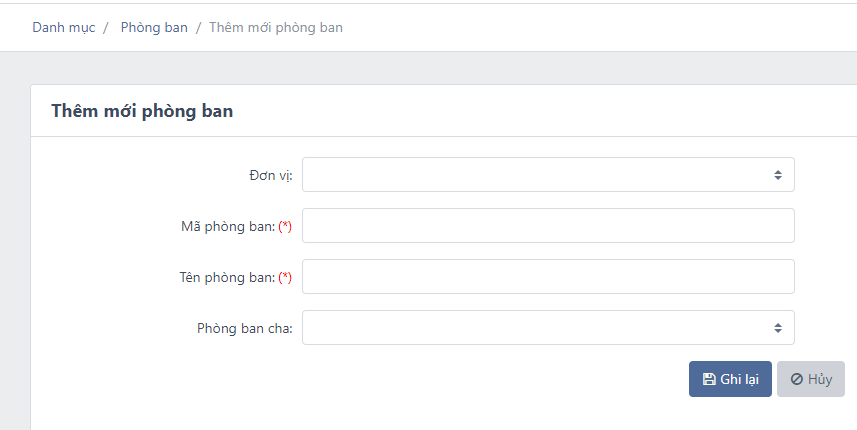 Danh mục / Phòng ban / Thêm mới phòng ban
Thêm mới phòng ban
Đơn vị:
Mã phòng ban: (*)
Tên phòng ban: (*)
Phòng ban cha:
Ghi lại Hủy